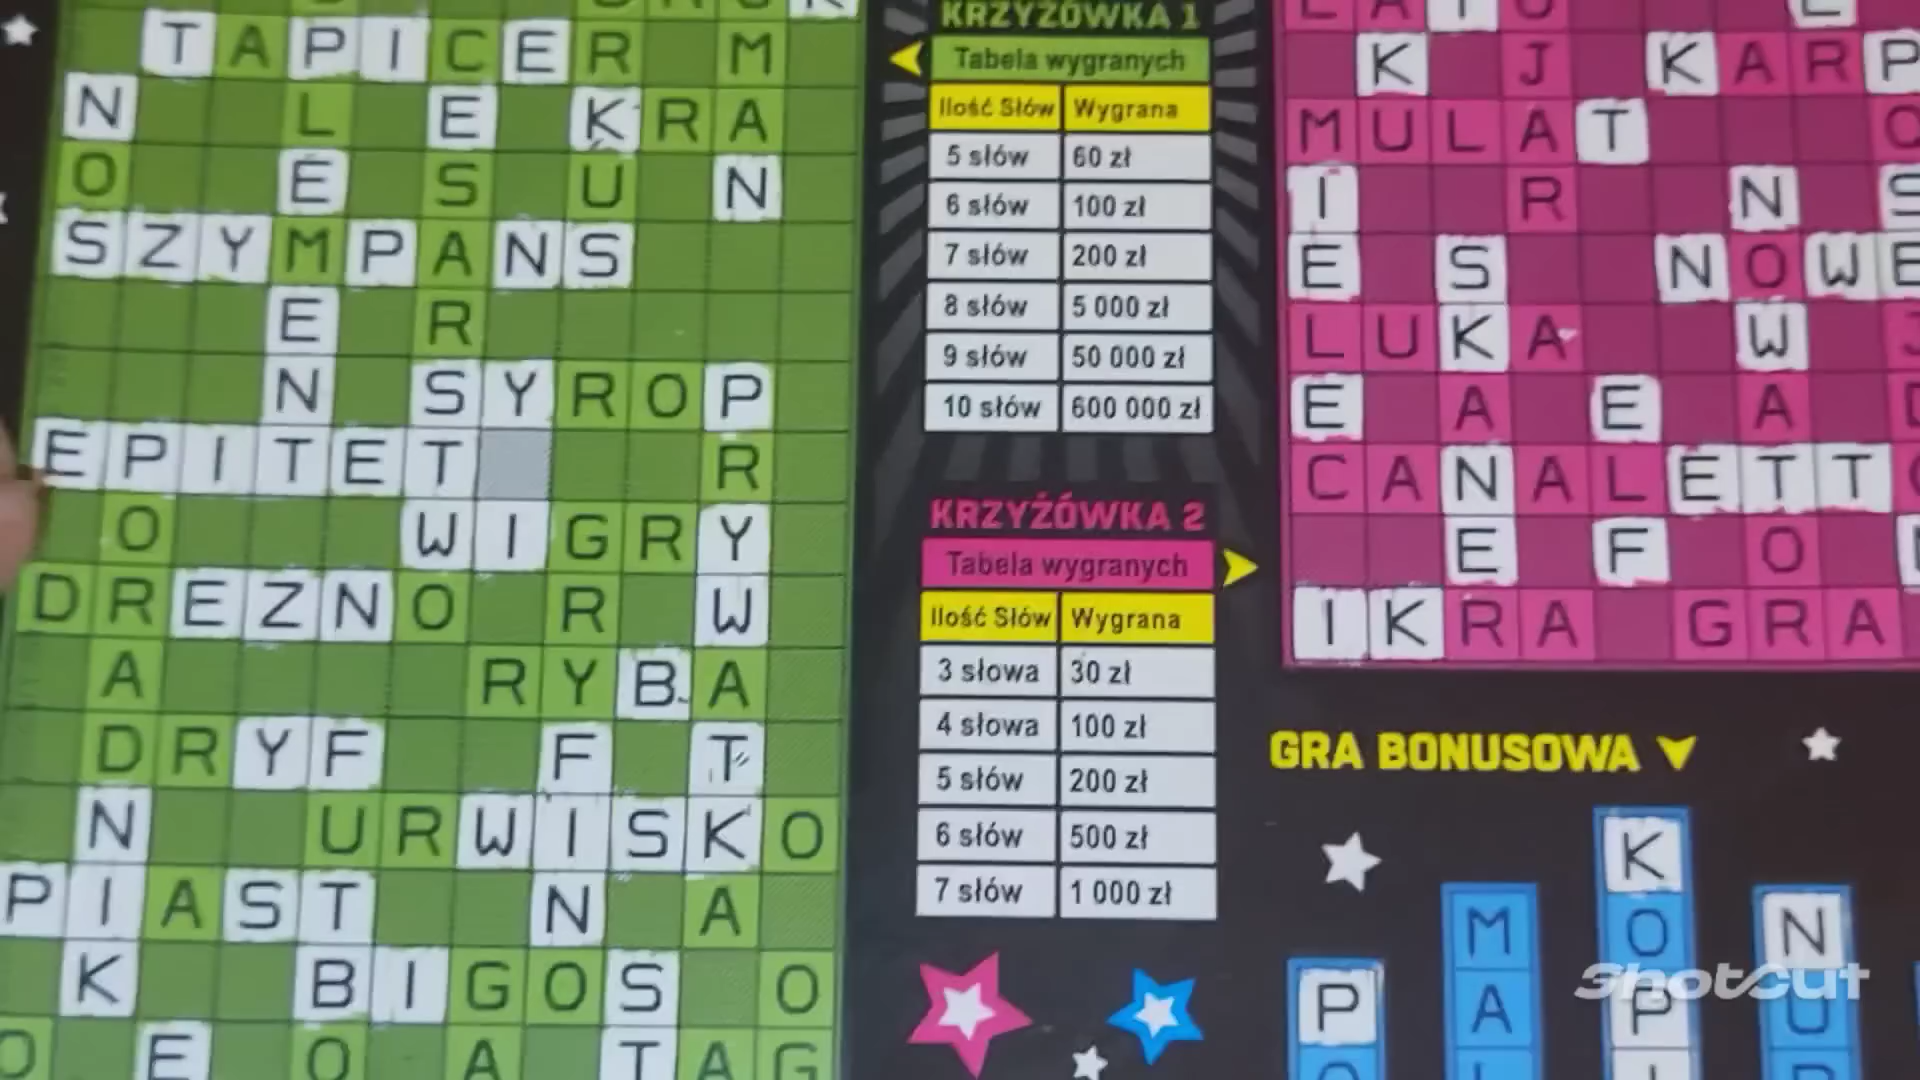 KRZYŻÓWKA 1
Tabela wygranych
Ilość Słów Wygrana
5 słów 60 zł
6 słów 100 zł
7 słów 200 zł
8 słów 5 000 zł
9 słów 50 000 zł
10 słów 600 000 zł
KRZYŻÓWKA 2
Tabela wygranych
Ilość Słów Wygrana
3 słowa 30 zł
4 słowa 100 zł
5 słów 200 zł
6 słów 500 zł
7 słów 1 000 zł
TAPICER M
N L E KRA
O E S U N
SZYMPANS
E R
N SYROP
EPITET R
O WIGRY
DREZNO R W
A RYBA
DRYF F T
N URWISKO
PIAST N A
K BIGOS O
E O A TAG
K J KARP
MULAT
I R N
E S NOWE
LUKA W
E A E A
CANALETT
E F O
IKRA GRA
GRA BONUSOWA
K
M O N
P A P U
Shotcut